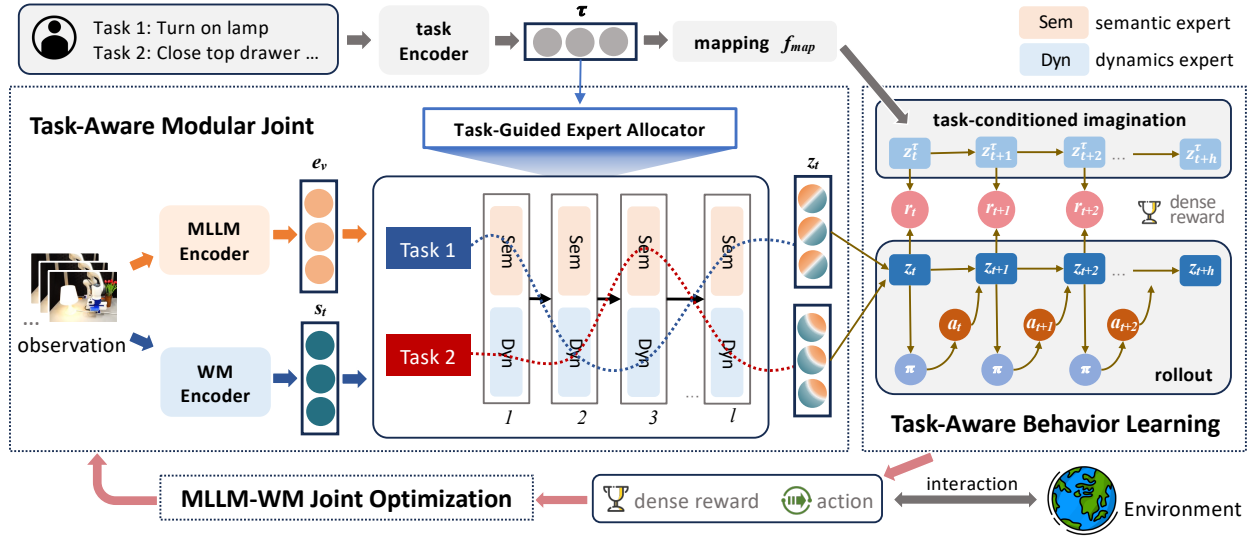 Task 1: Turn on lamp
Task 2: Close top drawer ...
task
Encoder
τ
mapping f_map
Sem semantic expert
Dyn dynamics expert
Task-Aware Modular Joint
Task-Guided Expert Allocator
e_v
z_t
MLLM
Encoder
Task 1
Sem Sem Sem Sem
...
observation
s_t
WM
Encoder
Task 2
Dyn Dyn Dyn Dyn
...
1 2 3 l
task-conditioned imagination
z_t^τ z_{t+1}^τ z_{t+2}^τ ... z_{t+h}^τ
r_t r_{t+1} r_{t+2}
dense
reward
z_t z_{t+1} z_{t+2} ... z_{t+h}
a_t a_{t+1} a_{t+2}
π π π
rollout
Task-Aware Behavior Learning
MLLM-WM Joint Optimization
dense reward action
interaction
Environment